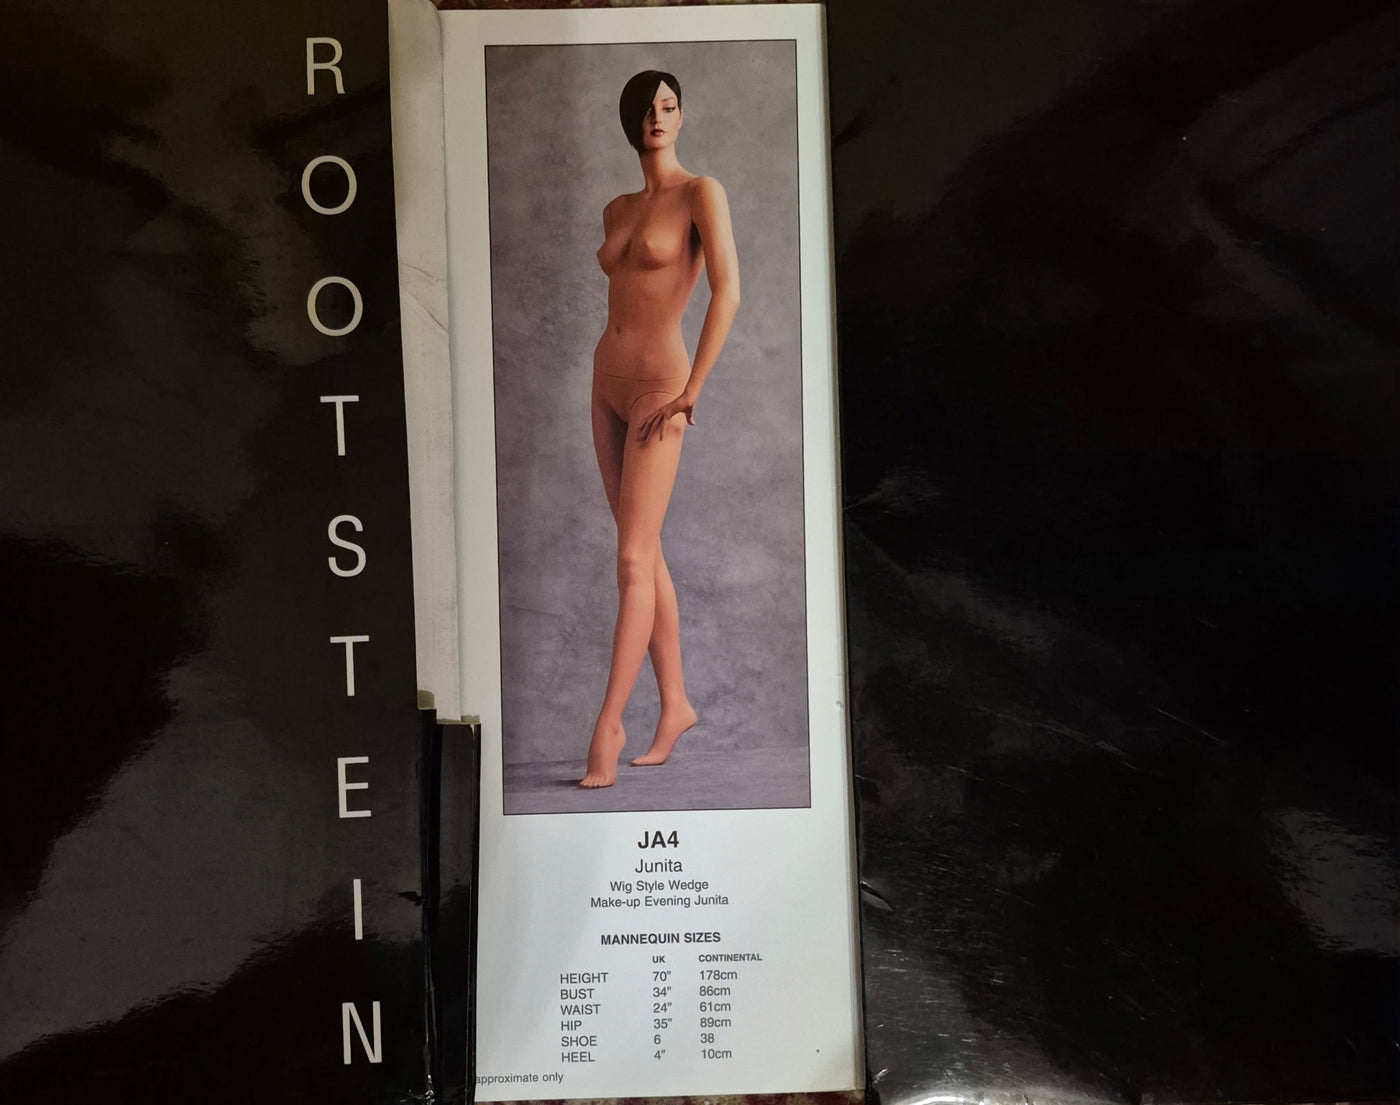 ROOTSTEIN
JA4
Junita
Wig Style Wedge
Make-up Evening Junita
MANNEQUIN SIZES
UK CONTINENTAL
HEIGHT 70" 178cm
BUST 34" 86cm
WAIST 24" 61cm
HIP 35" 89cm
SHOE 6 38
HEEL 4" 10cm
approximate only